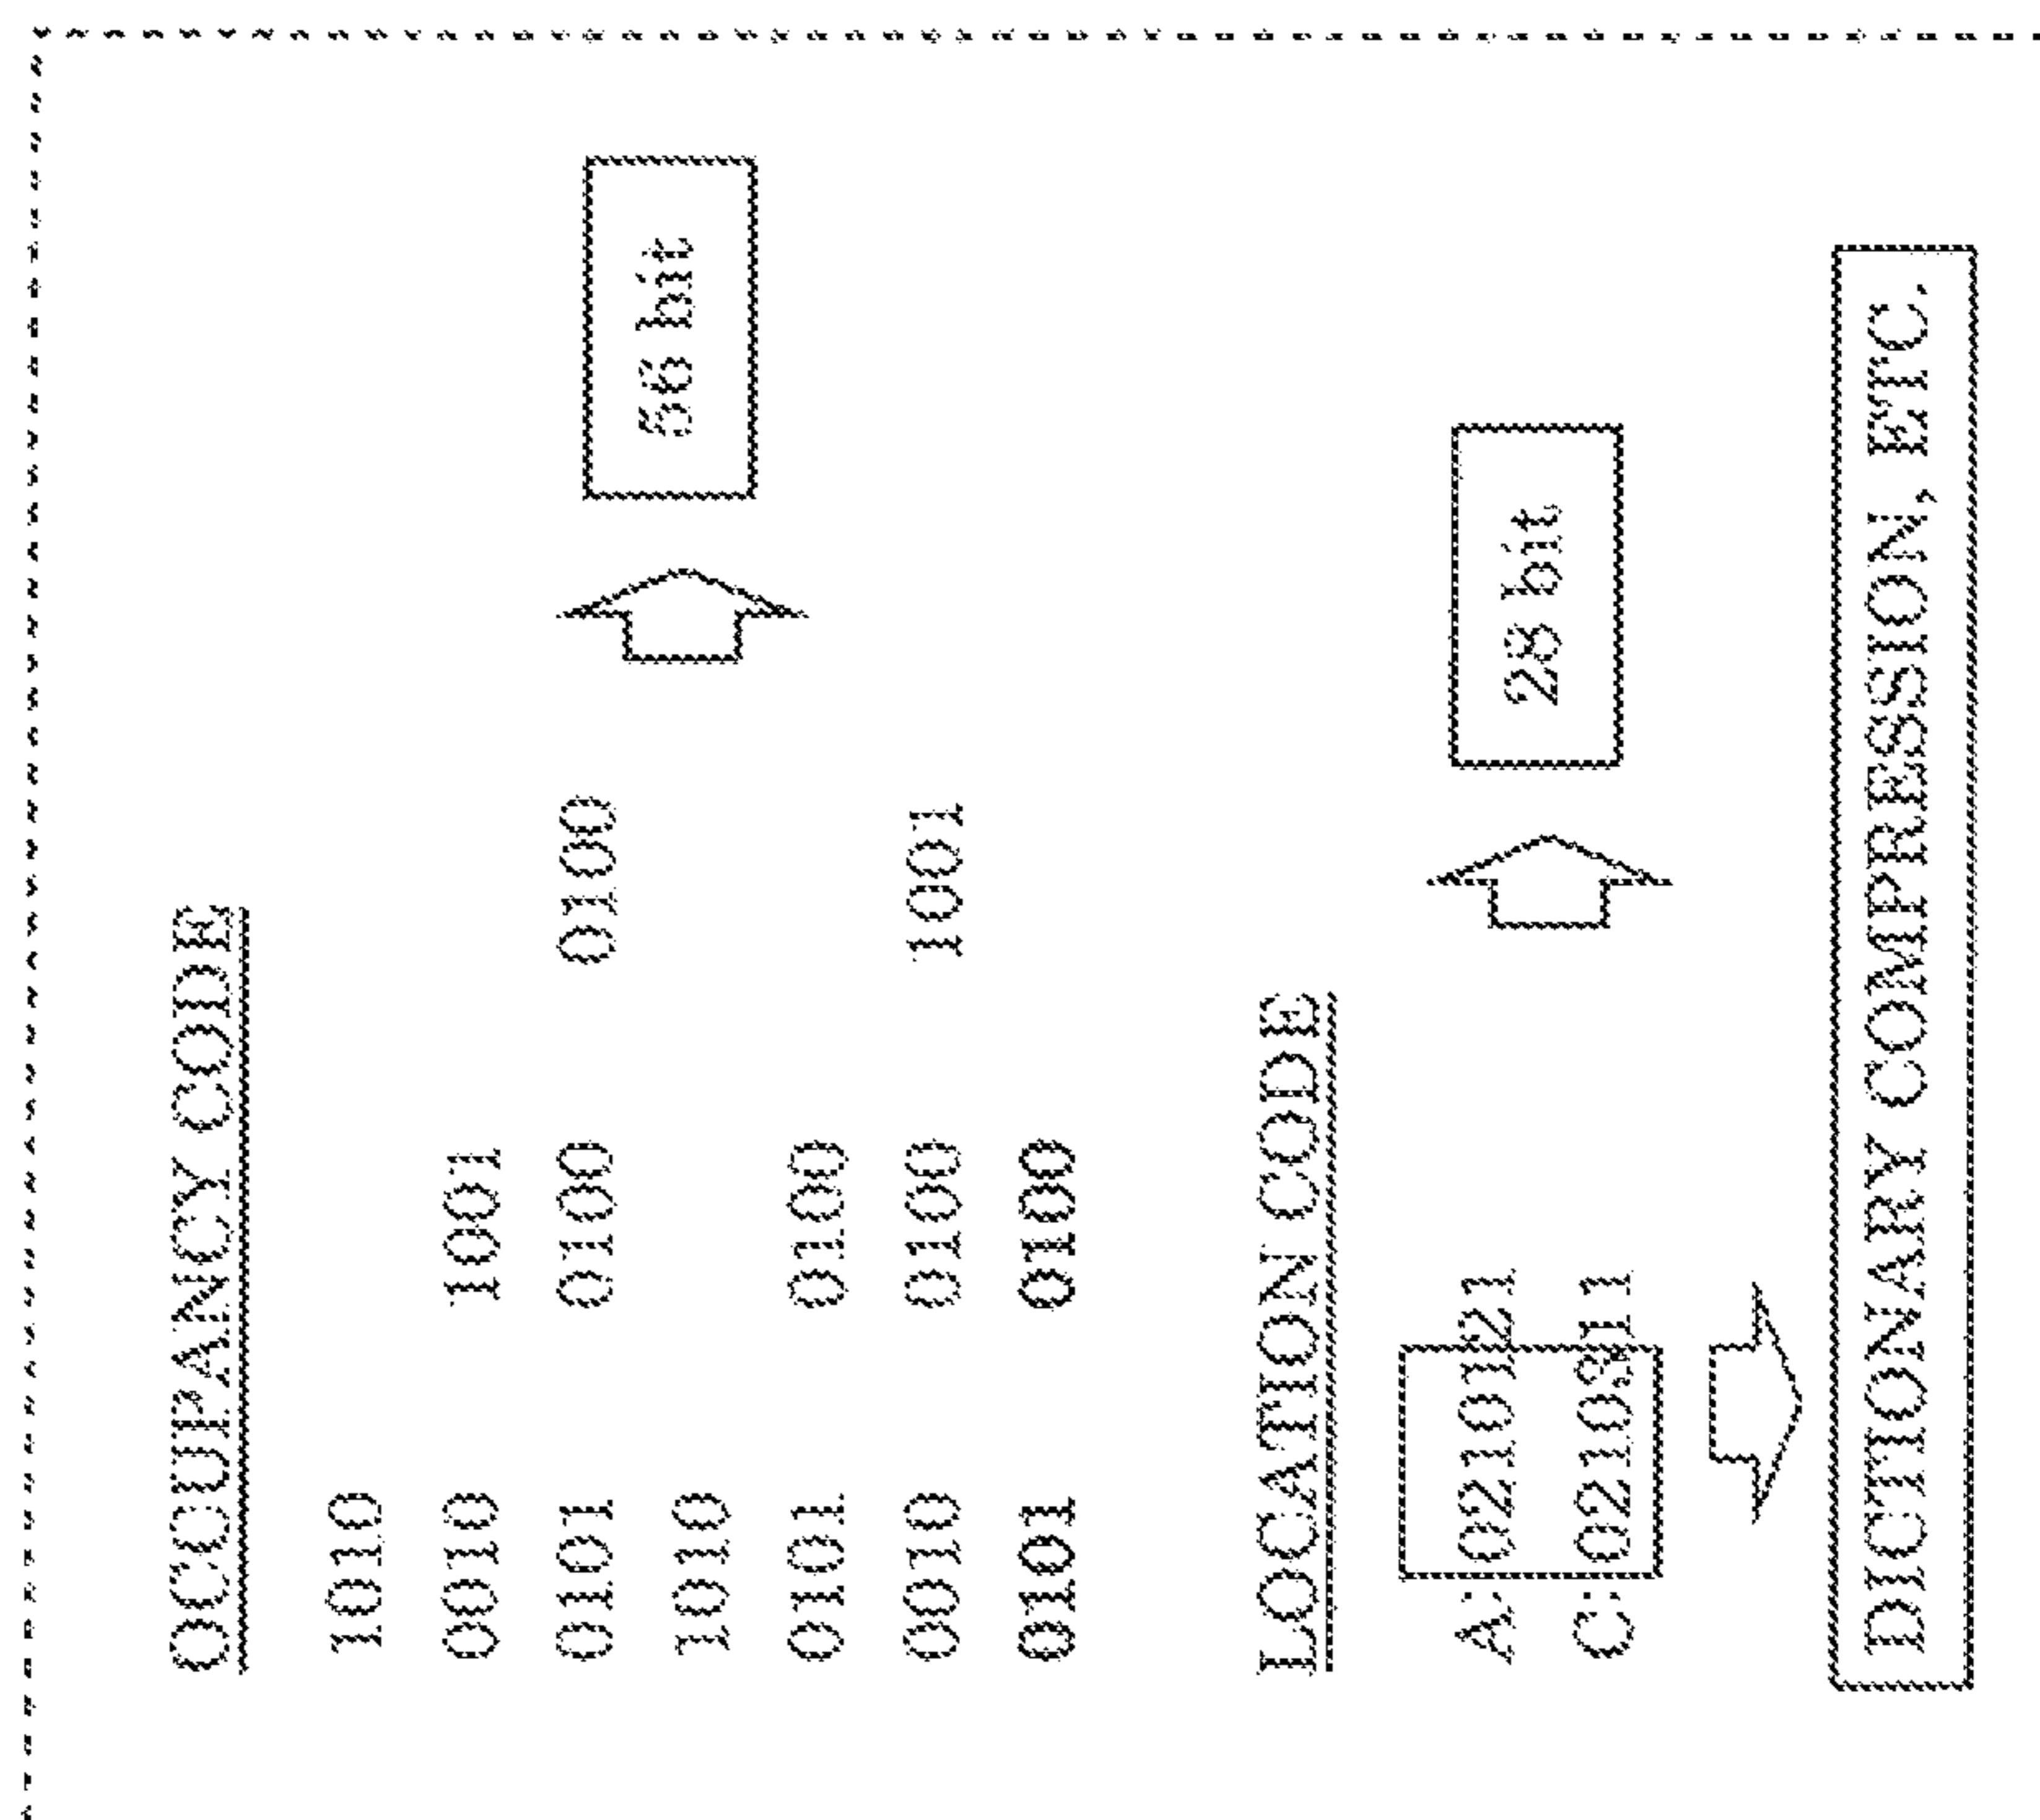 OCCUPANCY CODE
1010
0010 1001
0101 0100 0100
1010
0101 0100
0010 0100 1001
0101 0100
56 bit
LOCATION CODE
A: 0210121
C: 0210311
28 bit
DICTIONARY COMPRESSION, ETC.